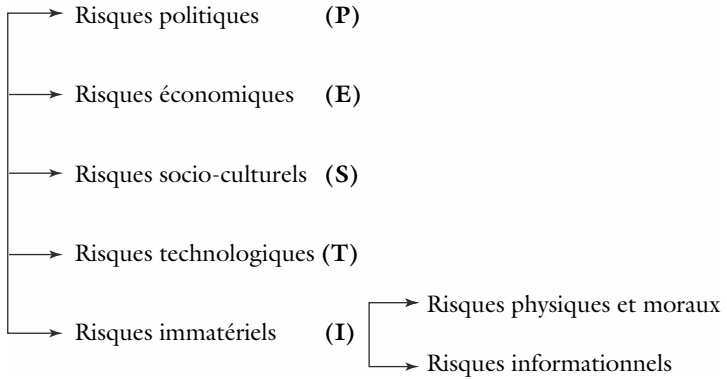 Risques politiques (P)
Risques économiques (E)
Risques socio-culturels (S)
Risques technologiques (T)
Risques immatériels (I)
Risques physiques et moraux
Risques informationnels